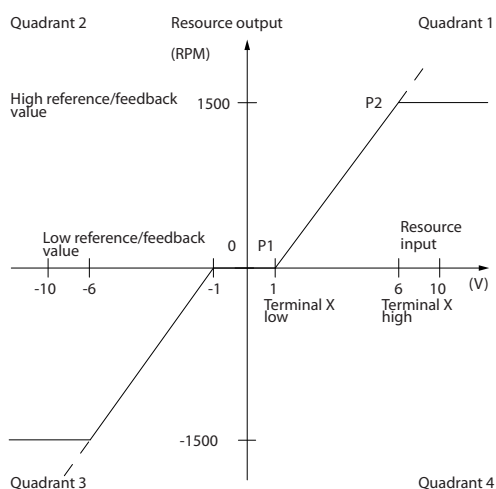 Quadrant 2
Resource output
Quadrant 1
(RPM)
High reference/feedback
value
1500
P2
Low reference/feedback
value
0
P1
Resource
input
-10
-6
-1
1
6
10
(V)
Terminal X
low
Terminal X
high
-1500
Quadrant 3
Quadrant 4